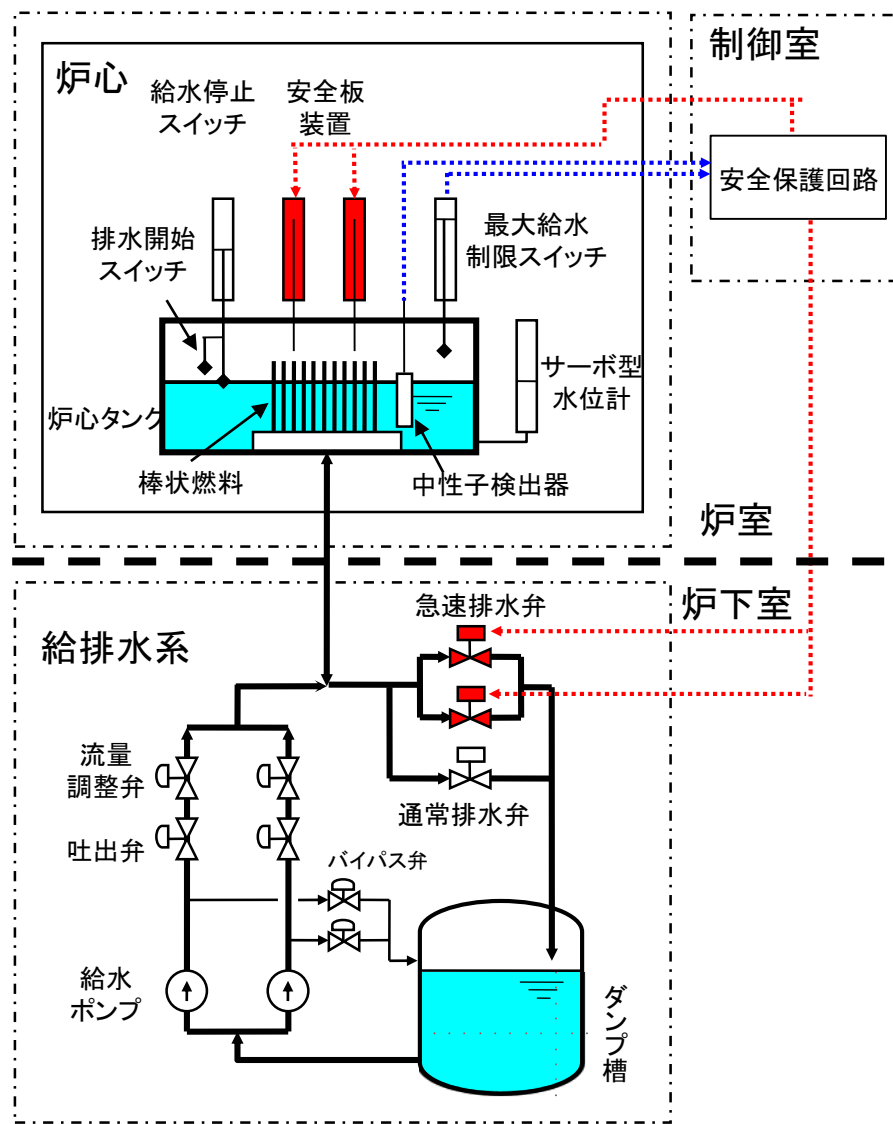 制御室
炉心
給水停止
スイッチ
安全板
装置
安全保護回路
排水開始
スイッチ
最大給水
制限スイッチ
サーボ型
水位計
炉心タンク
棒状燃料
中性子検出器
炉室
炉下室
急速排水弁
給排水系
流量
調整弁
通常排水弁
吐出弁
バイパス弁
給水
ポンプ
ダンプ槽